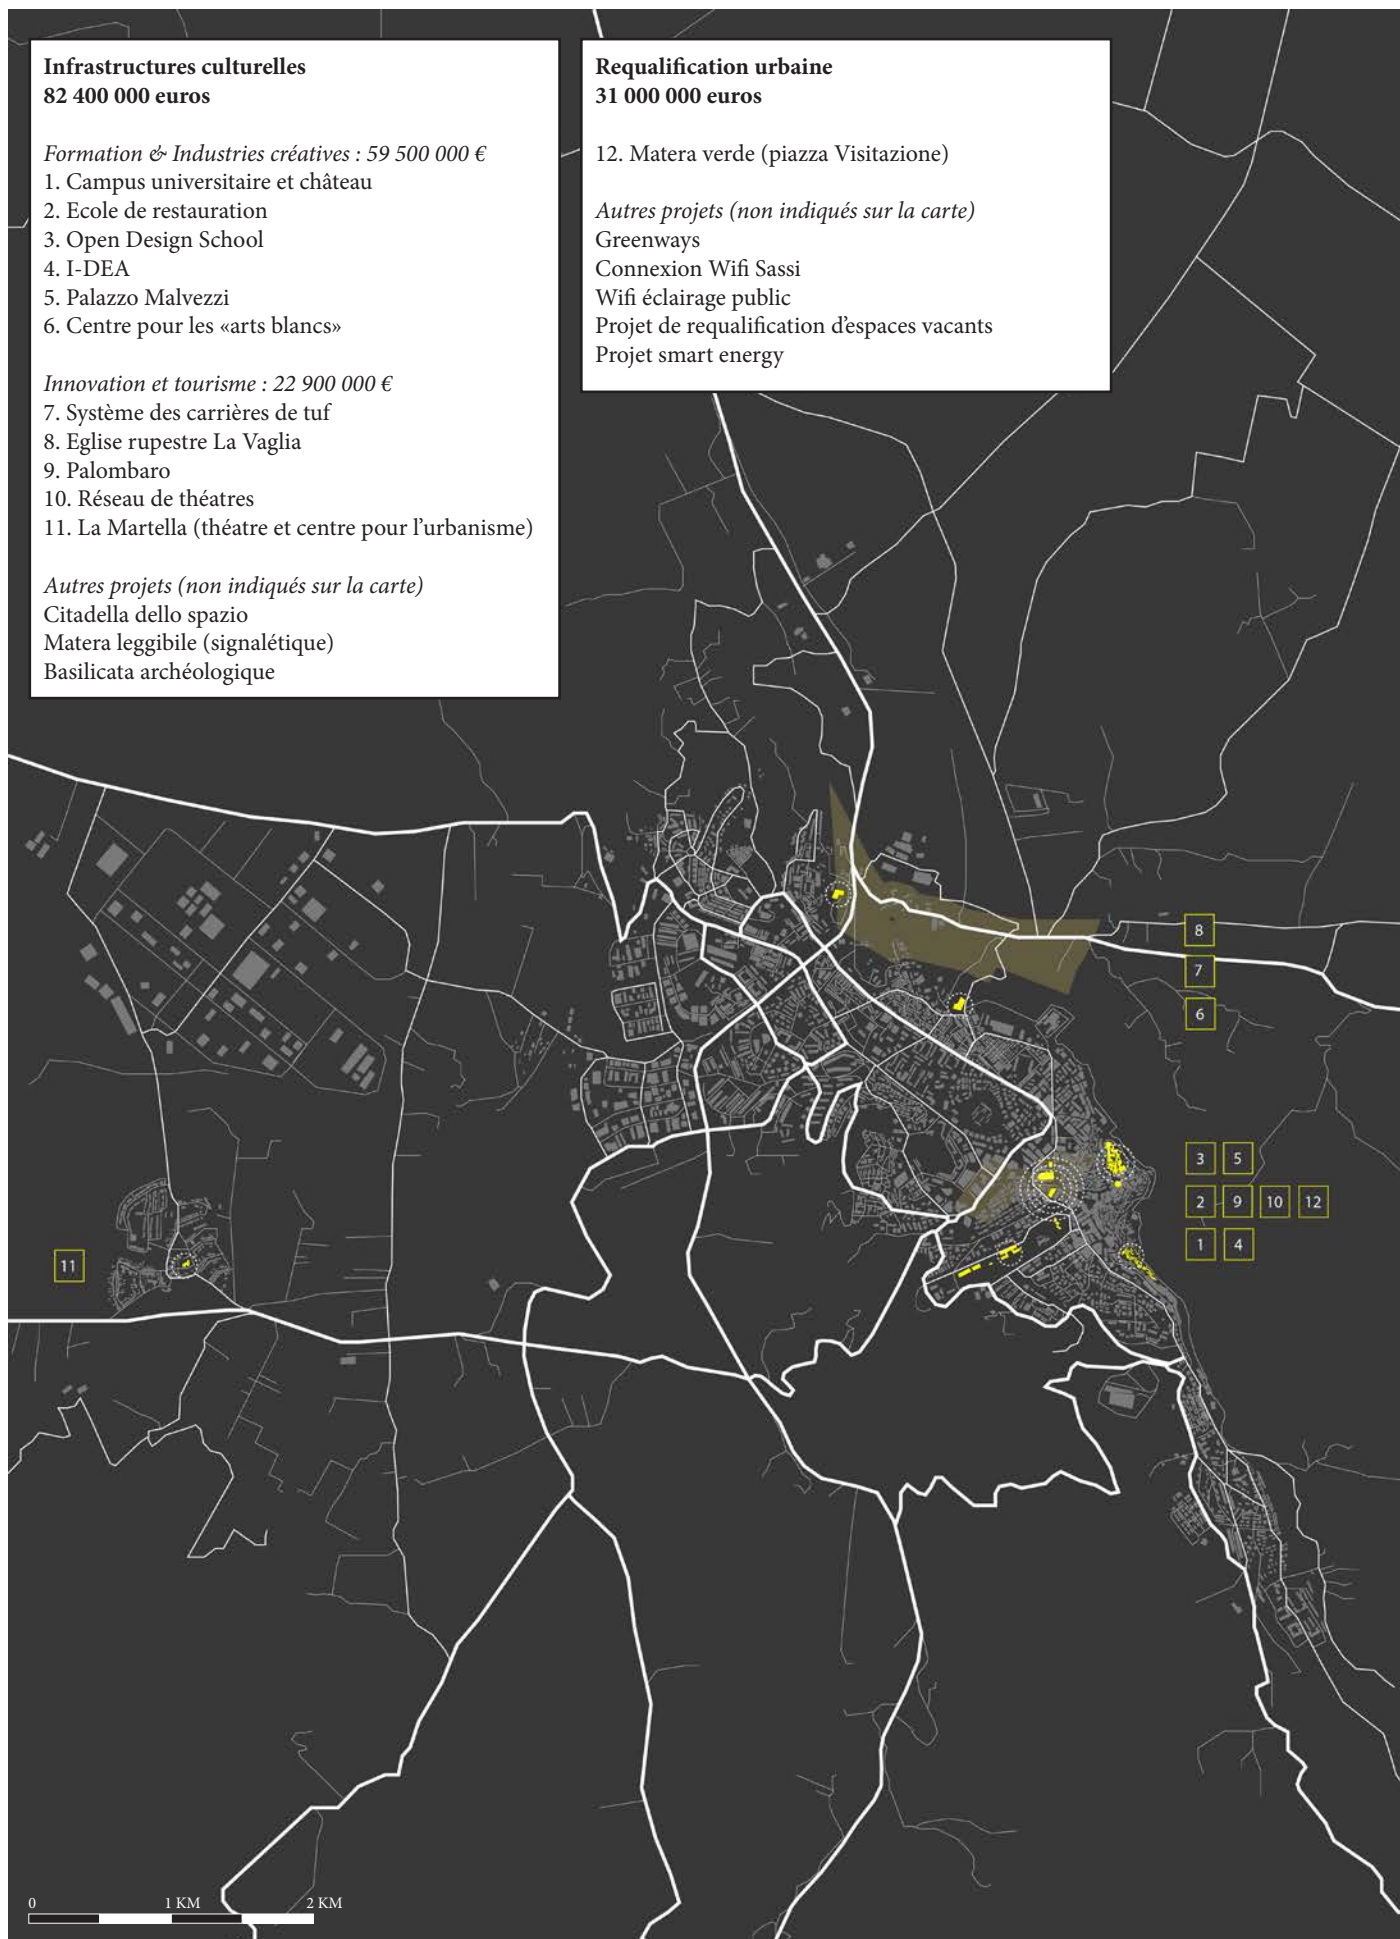 Infrastructures culturelles
82 400 000 euros
Formation & Industries créatives : 59 500 000 €
1. Campus universitaire et château
2. Ecole de restauration
3. Open Design School
4. I-DEA
5. Palazzo Malvezzi
6. Centre pour les «arts blancs»
Innovation et tourisme : 22 900 000 €
7. Système des carrières de tuf
8. Eglise rupestre La Vaglia
9. Palombaro
10. Réseau de théatres
11. La Martella (théatre et centre pour l'urbanisme)
Autres projets (non indiqués sur la carte)
Citadella dello spazio
Matera leggibile (signalétique)
Basilicata archéologique
Requalification urbaine
31 000 000 euros
12. Matera verde (piazza Visitazione)
Autres projets (non indiqués sur la carte)
Greenways
Connexion Wifi Sassi
Wifi éclairage public
Projet de requalification d'espaces vacants
Projet smart energy
8
7
6
3 5
2 9 10 12
1 4
11
0 1 KM 2 KM